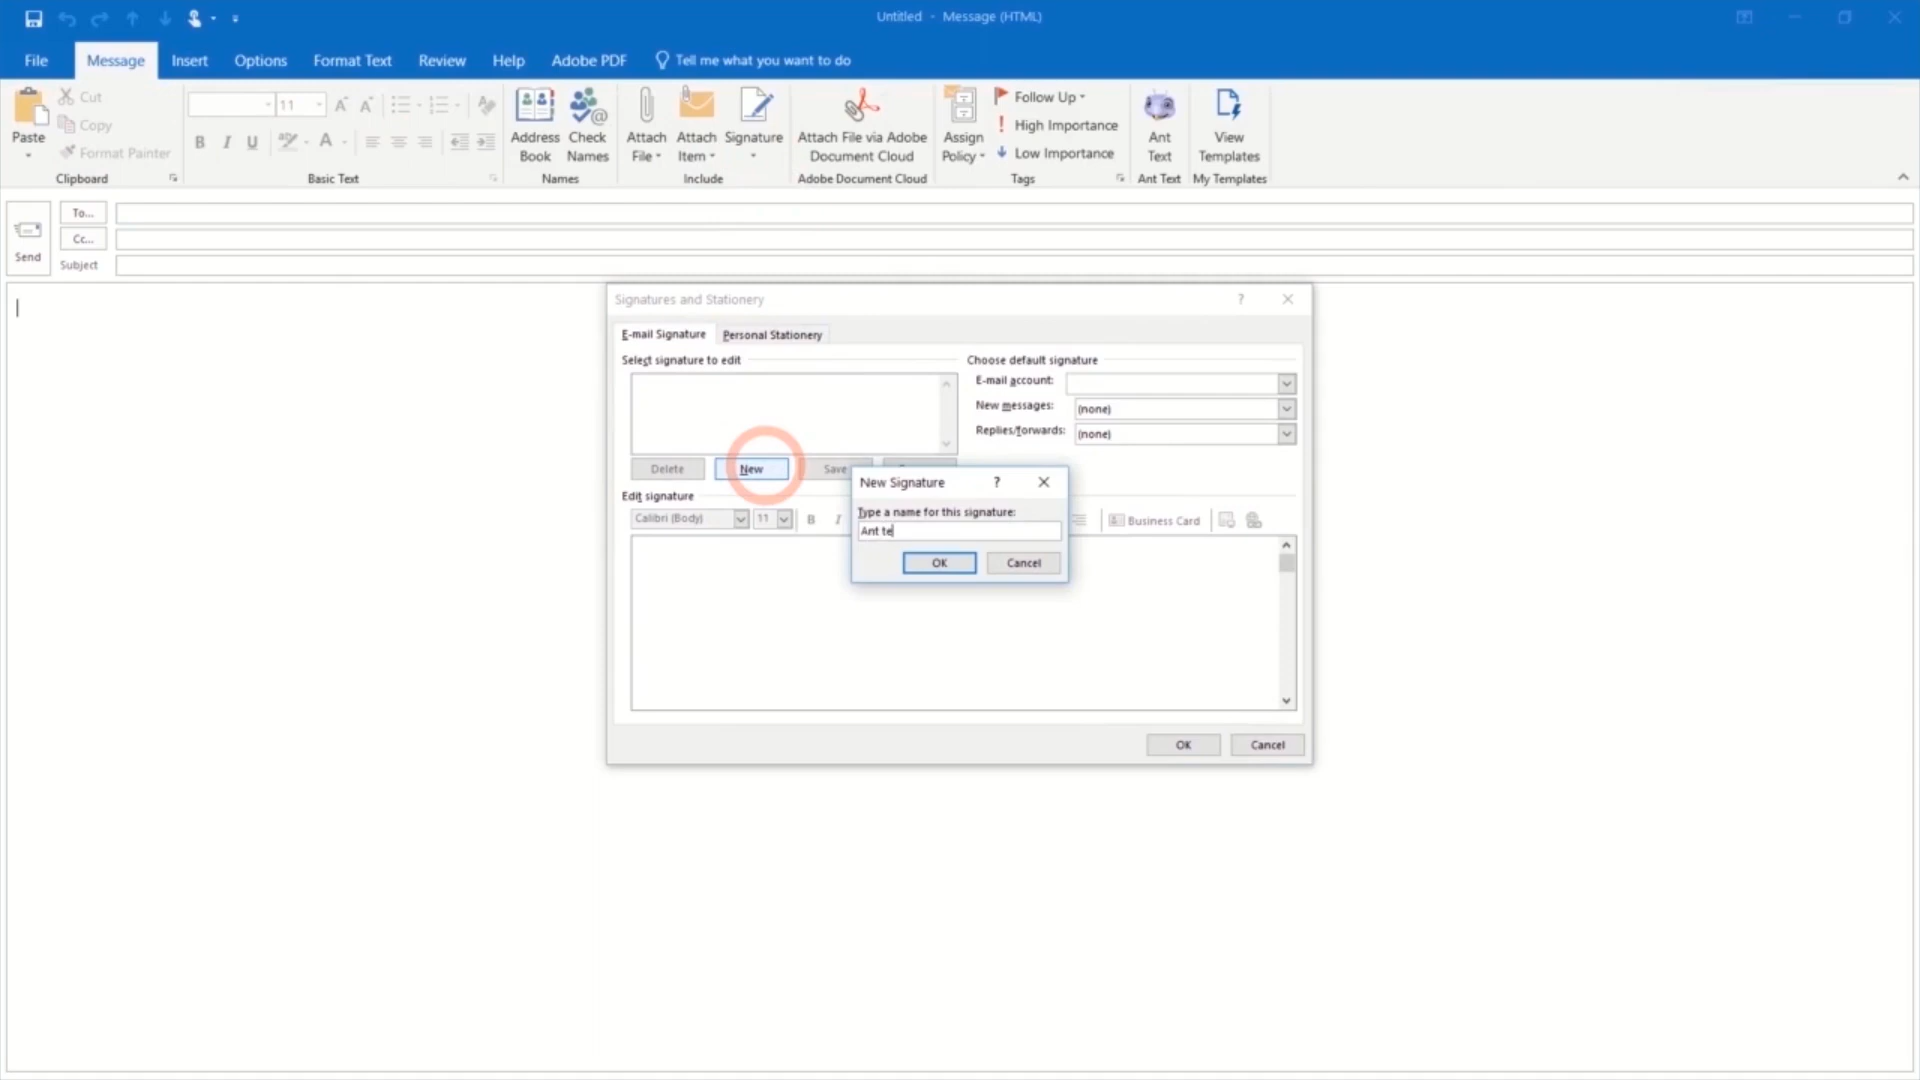 Untitled - Message (HTML)
File Message Insert Options Format Text Review Help Adobe PDF Tell me what you want to do
Paste
Cut
Copy
Format Painter
Clipboard
11
B I U A
Basic Text
Address Book
Check Names
Names
Attach File
Attach Item
Signature
Include
Attach File via Adobe Document Cloud
Adobe Document Cloud
Assign Policy
Follow Up
High Importance
Low Importance
Tags
Ant Text
Ant Text
View Templates
My Templates
Send
To...
Cc...
Subject
Signatures and Stationery ?
E-mail Signature Personal Stationery
Select signature to edit
Choose default signature
E-mail account:
New messages: (none)
Replies/forwards: (none)
Delete New Save
Edit signature
Calibri (Body) 11 B I
Business Card
New Signature ?
Type a name for this signature:
Ant te
OK Cancel
OK Cancel